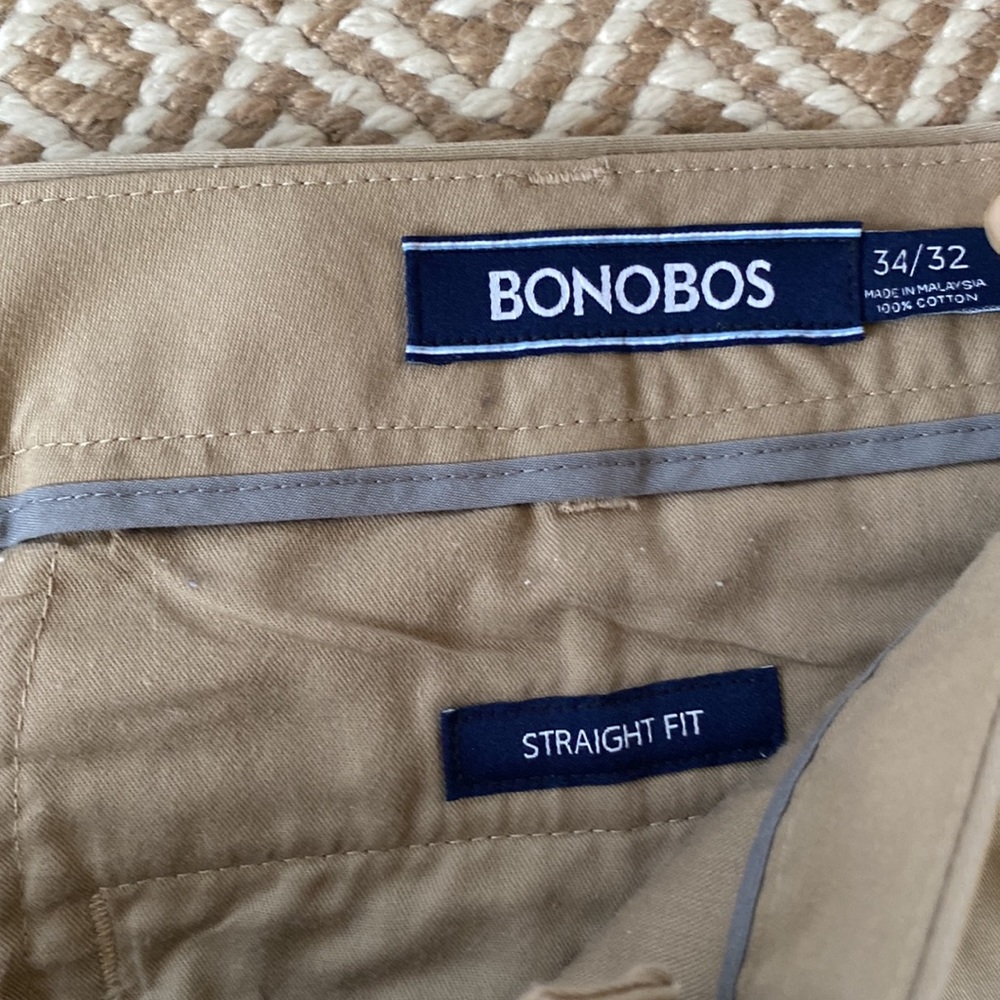 BONOBOS
34/32
MADE IN MALAYSIA
100% COTTON
STRAIGHT FIT